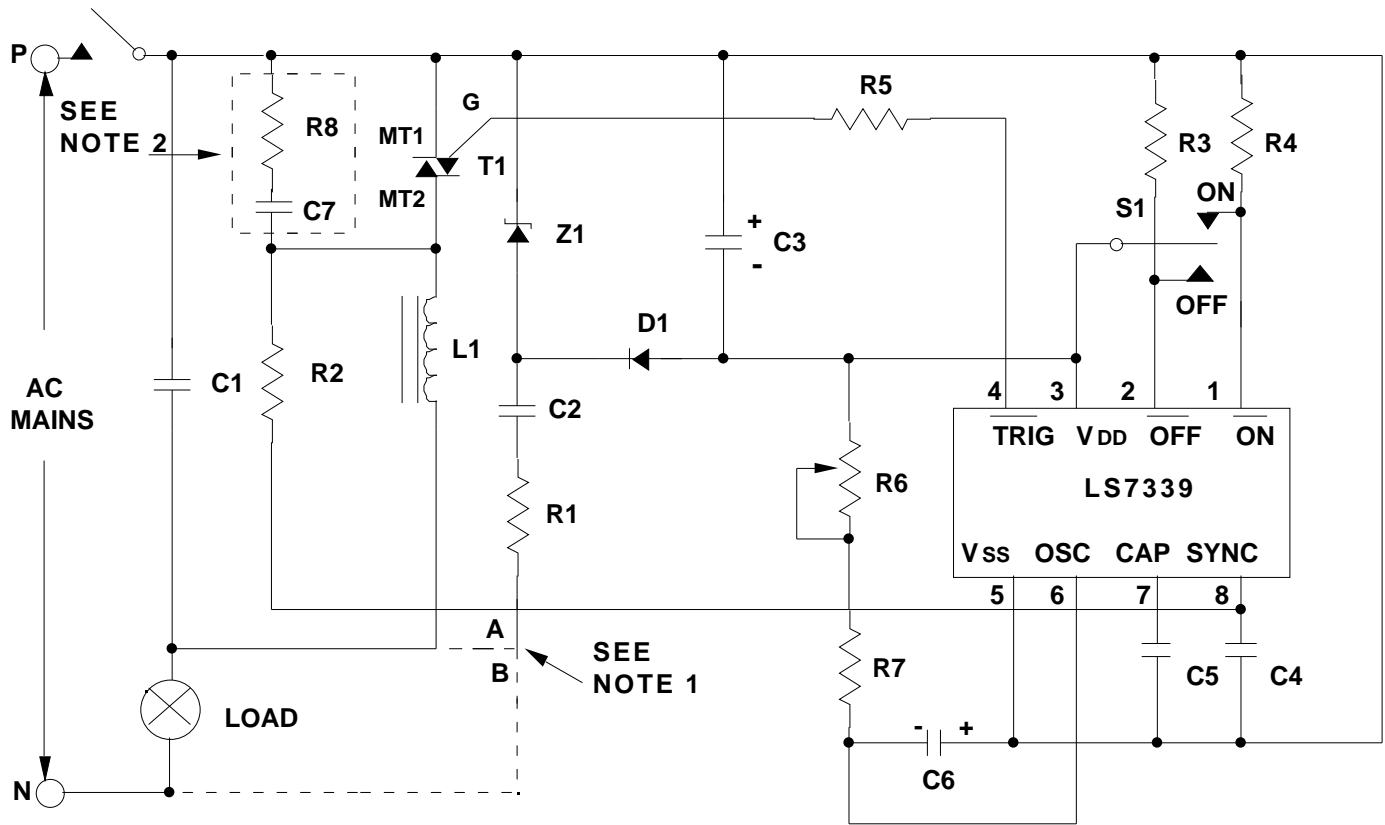 P
SEE
NOTE 2
R8
C7
G
MT1
MT2
T1
R5
R3
R4
Z1
+
C3
-
S1
ON
OFF
D1
AC
MAINS
C1
R2
L1
C2
4
3
2
1
TRIG
VDD
OFF
ON
LS7339
R6
R1
VSS
OSC
CAP
SYNC
5
6
7
8
A
B
SEE
NOTE 1
R7
C5
C4
LOAD
-
+
C6
N